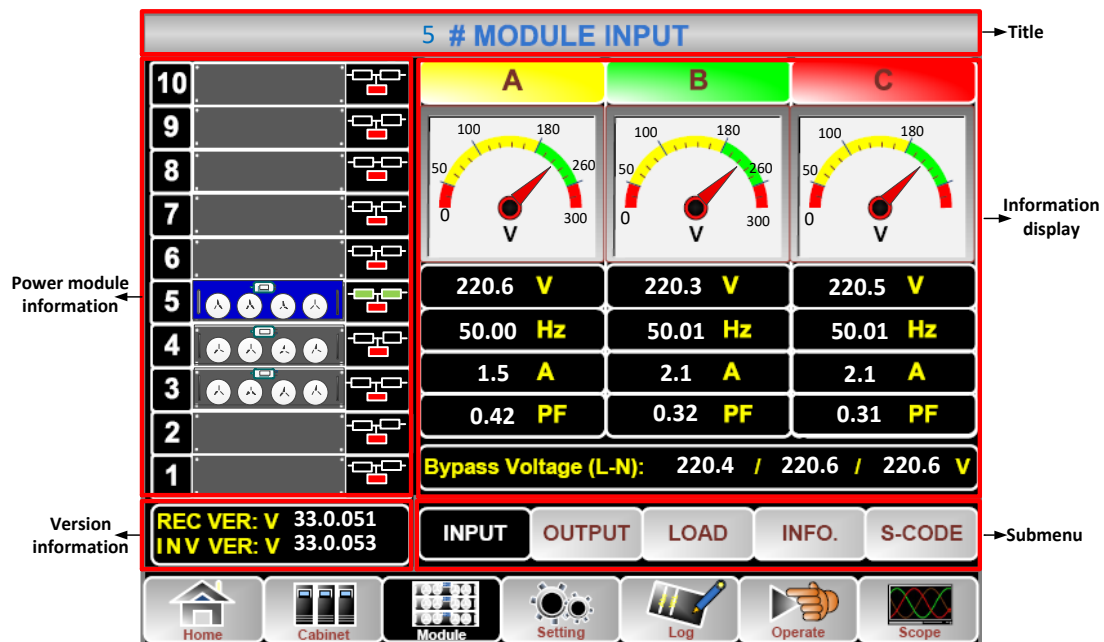 5 # MODULE INPUT
Title
10
9
8
7
6
5
4
3
2
1
Power module
information
A B C
50 100 180 260 0 300 V
50 100 180 260 0 300 V
50 100 180 0 V
Information
display
220.6 V 220.3 V 220.5 V
50.00 Hz 50.01 Hz 50.01 Hz
1.5 A 2.1 A 2.1 A
0.42 PF 0.32 PF 0.31 PF
Bypass Voltage (L-N): 220.4 / 220.6 / 220.6 V
Version
information
REC VER: V 33.0.051
INV VER: V 33.0.053
INPUT OUTPUT LOAD INFO. S-CODE
Submenu
Home Cabinet Module Setting Log Operate Scope